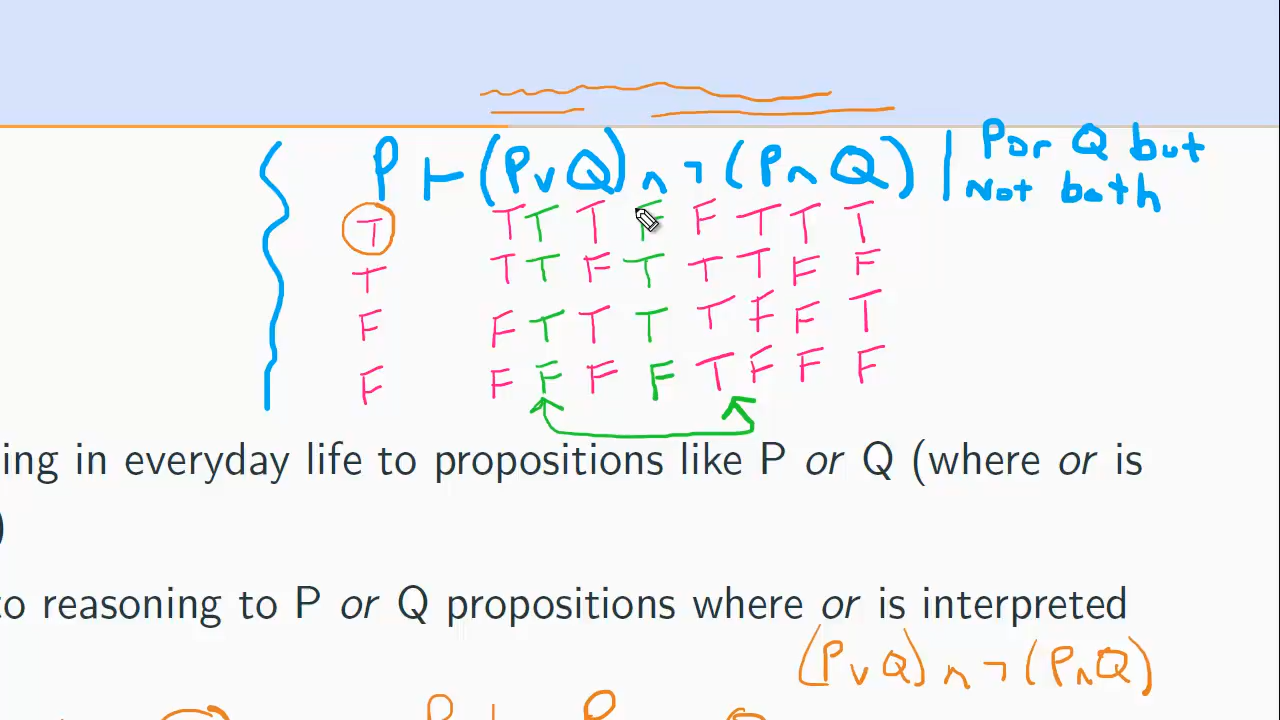 P ⊢ (P ∨ Q) ∧ ¬ (P ∧ Q) | P or Q but
Not both
T T T T F F T T T
T T T F T T T F F
F F T T T T F F T
F F F F F T F F F
ing in everyday life to propositions like P or Q (where or is
)
to reasoning to P or Q propositions where or is interpreted
(P ∨ Q) ∧ ¬ (P ∧ Q)